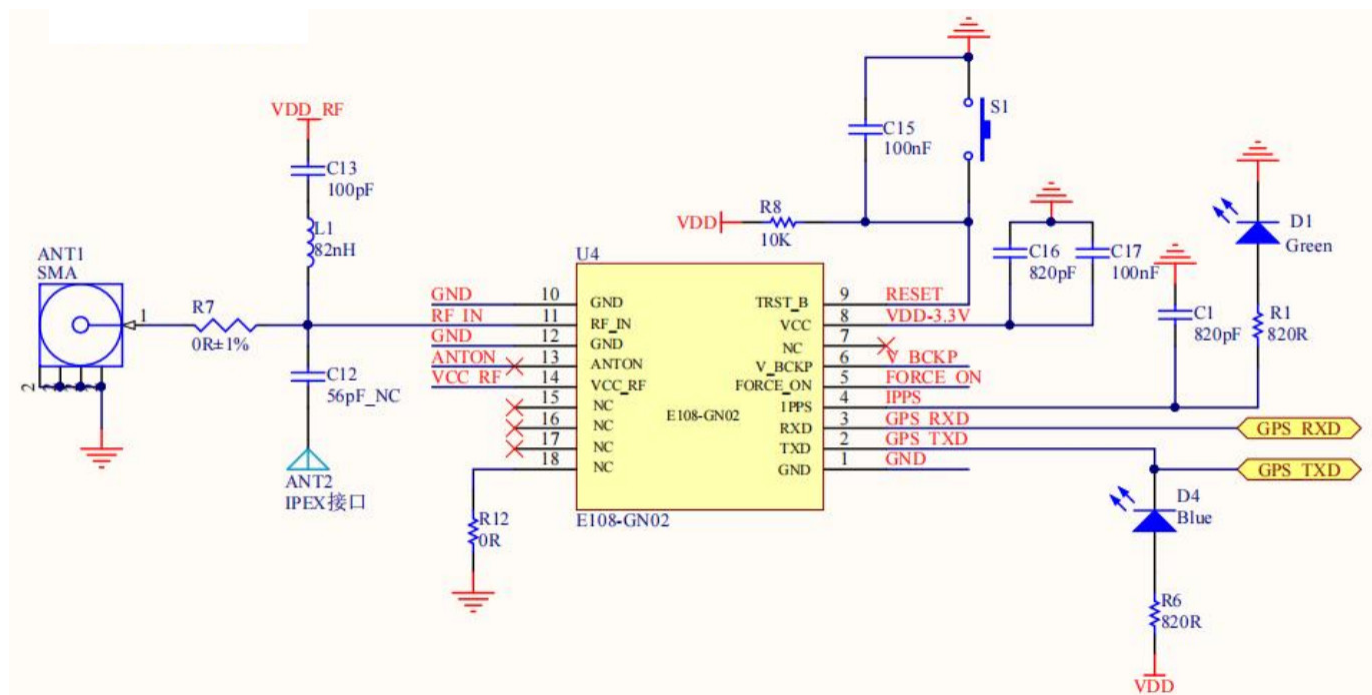 VDD_RF
C13
100pF
L1
82nH
ANT1
SMA
1
R7
0R±1%
2
2
2
2
C12
56pF_NC
ANT2
IPEX接口
C15
100nF
S1
VDD
R8
10K
C16
820pF
C17
100nF
D1
Green
C1
820pF
R1
820R
U4
GND 10 GND TRST_B 9 RESET
RF_IN 11 RF_IN VCC 8 VDD-3.3V
GND 12 GND NC 7
ANTON 13 ANTON V_BCKP 6 V_BCKP
VCC_RF 14 VCC_RF FORCE_ON 5 FORCE_ON
15 NC E108-GN02 1PPS 4 IPPS
16 NC RXD 3 GPS_RXD GPS_RXD
17 NC TXD 2 GPS_TXD GPS_TXD
18 NC GND 1 GND
E108-GN02
R12
0R
D4
Blue
R6
820R
VDD